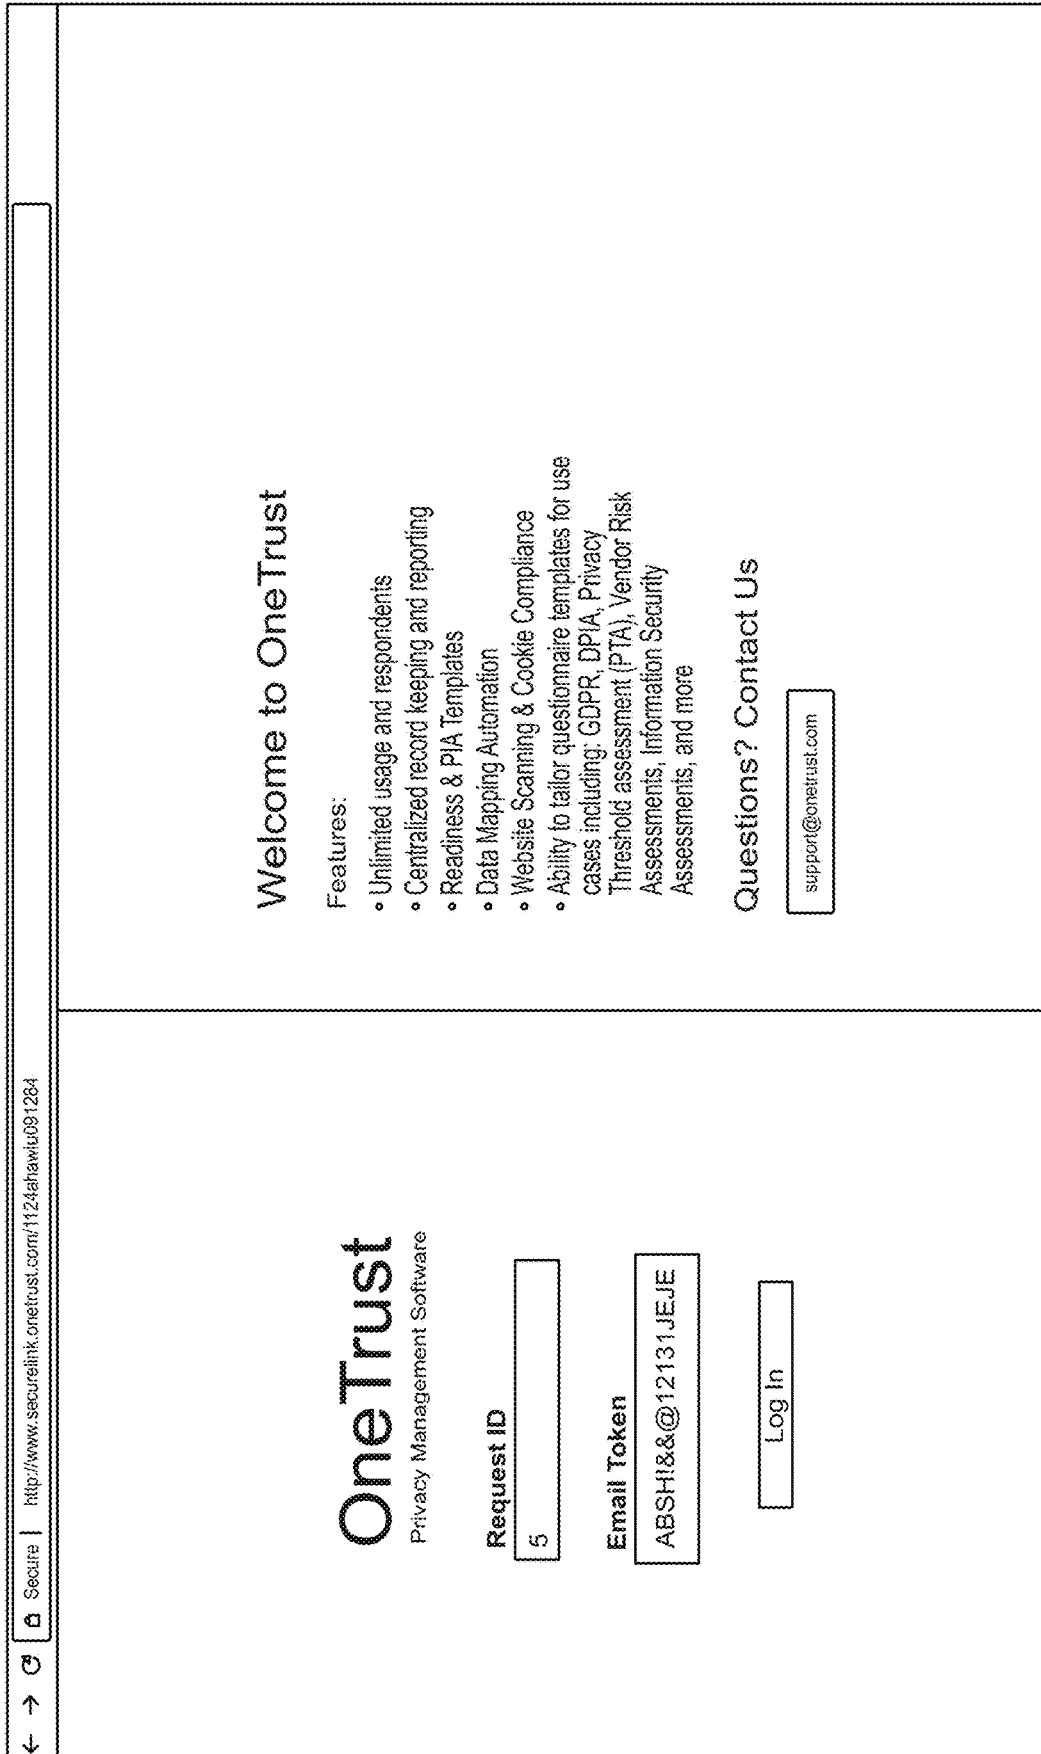 Secure | http://www.securelink.onetrust.com/1124ahawiu091284
OneTrust
Privacy Management Software
Request ID
5
Email Token
ABSH!&&@12131JEJE
Log In
Welcome to OneTrust
Features:
• Unlimited usage and respondents
• Centralized record keeping and reporting
• Readiness & PIA Templates
• Data Mapping Automation
• Website Scanning & Cookie Compliance
• Ability to tailor questionnaire templates for use
cases including: GDPR, DPIA, Privacy
Threshold assessment (PTA), Vendor Risk
Assessments, Information Security
Assessments, and more
Questions? Contact Us
support@onetrust.com